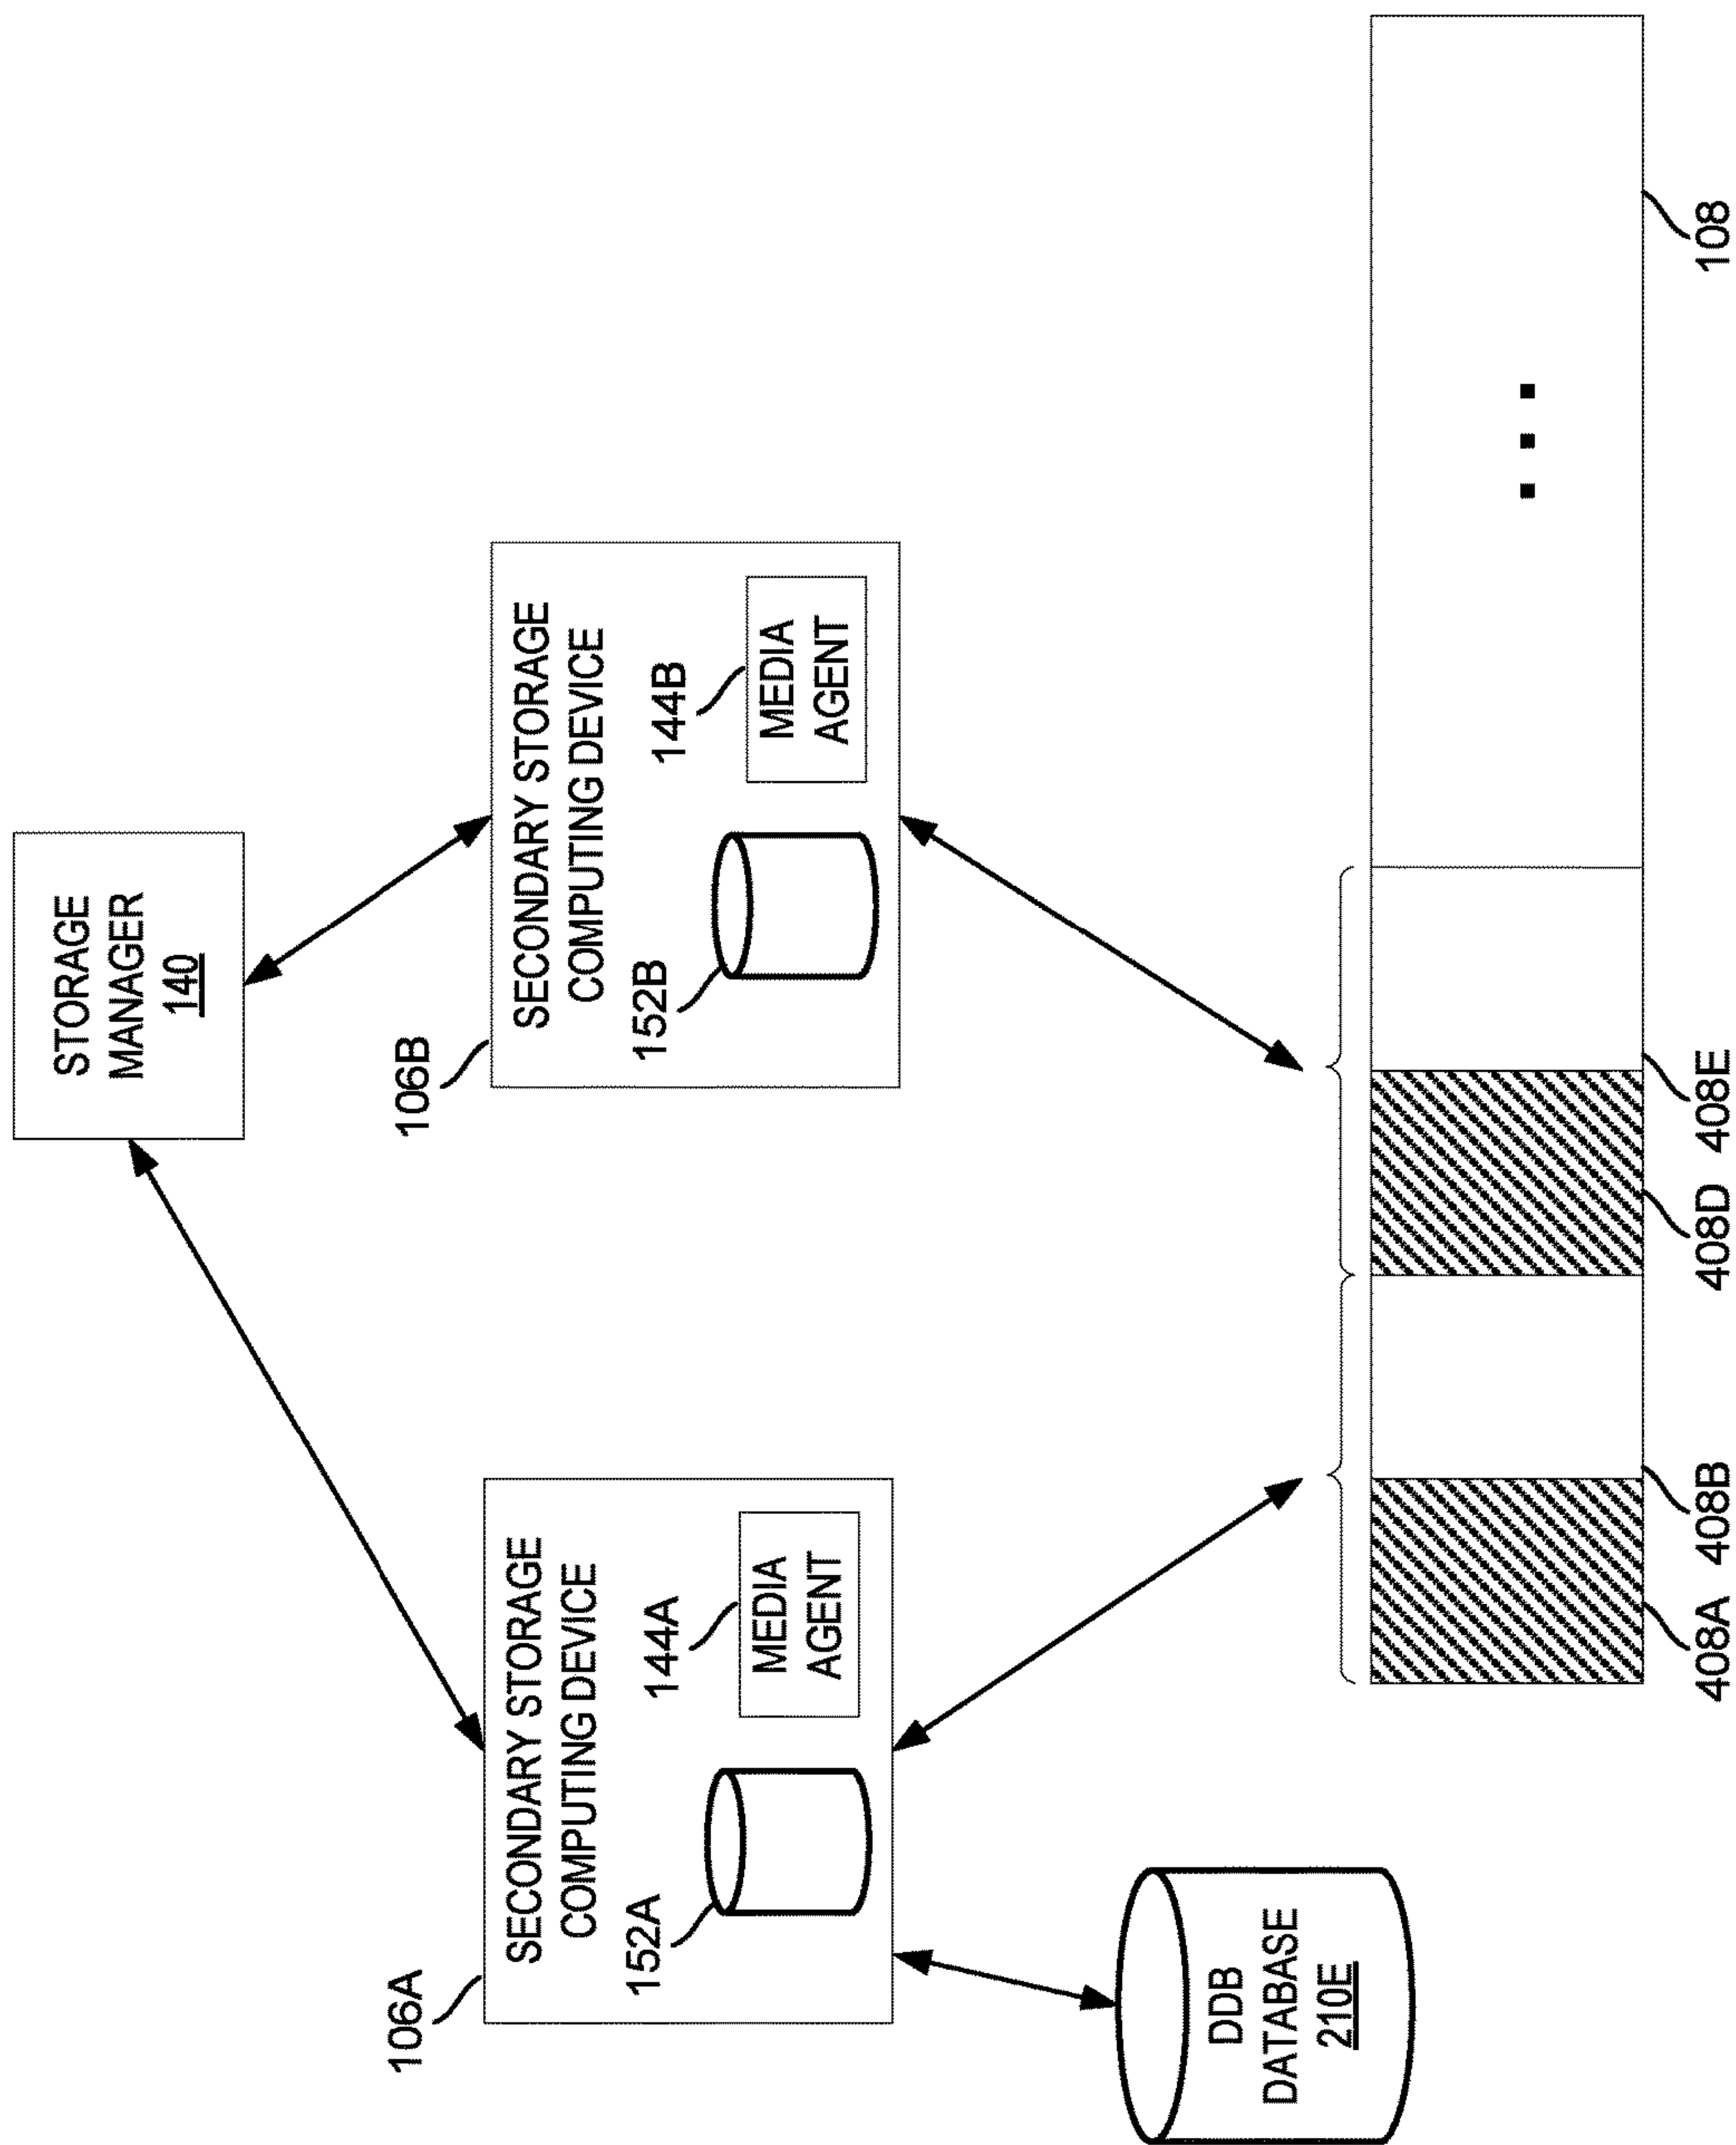 STORAGE
MANAGER
140
106A
SECONDARY STORAGE
COMPUTING DEVICE
152A
144A
MEDIA
AGENT
106B
SECONDARY STORAGE
COMPUTING DEVICE
152B
144B
MEDIA
AGENT
DDB
DATABASE
210E
408A
408B
408D
408E
108